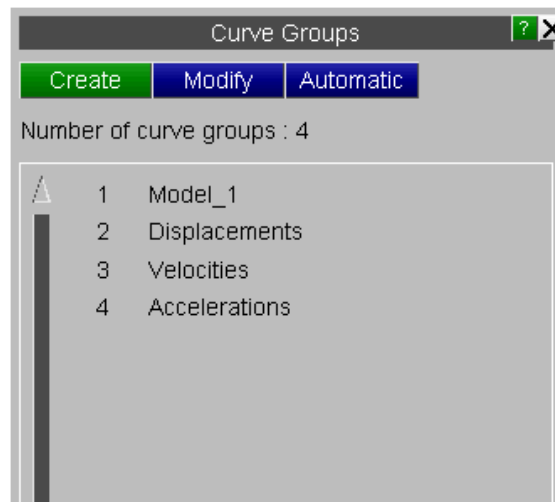 Curve Groups ? X
Create Modify Automatic
Number of curve groups : 4
1 Model_1
2 Displacements
3 Velocities
4 Accelerations